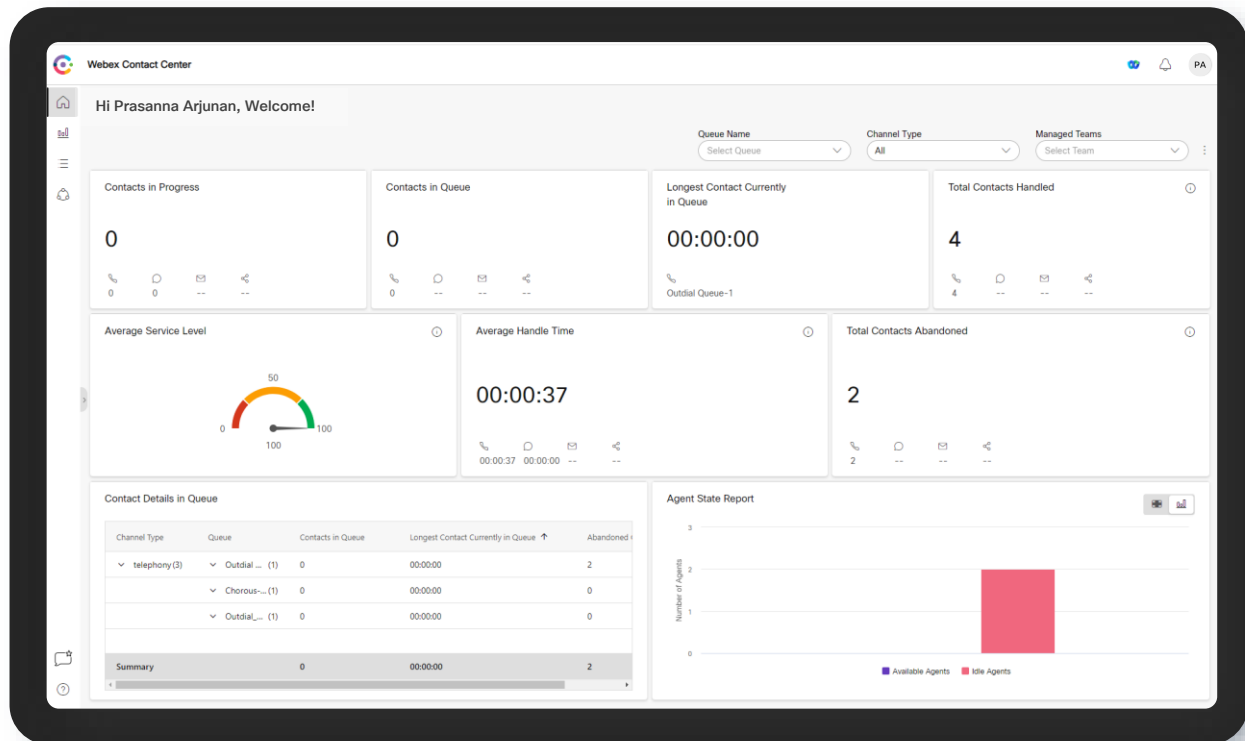 Webex Contact Center
PA
Hi Prasanna Arjunan, Welcome!
Queue Name
Select Queue
Channel Type
All
Managed Teams
Select Team
Contacts in Progress
0
0 0 -- --
Contacts in Queue
0
0 -- -- --
Longest Contact Currently
in Queue
00:00:00
Outdial Queue-1
Total Contacts Handled
4
4 -- -- --
Average Service Level
50
0 100
100
Average Handle Time
00:00:37
00:00:37 00:00:00 -- --
Total Contacts Abandoned
2
2 -- -- --
Contact Details in Queue
Channel Type Queue Contacts in Queue Longest Contact Currently in Queue Abandoned
telephony (3) Outdial ... (1) 0 00:00:00 2
Chorous-... (1) 0 00:00:00 0
Outdial_... (1) 0 00:00:00 0
Summary 0 00:00:00 2
Agent State Report
3
2
1
0
Number of Agents
Available Agents Idle Agents